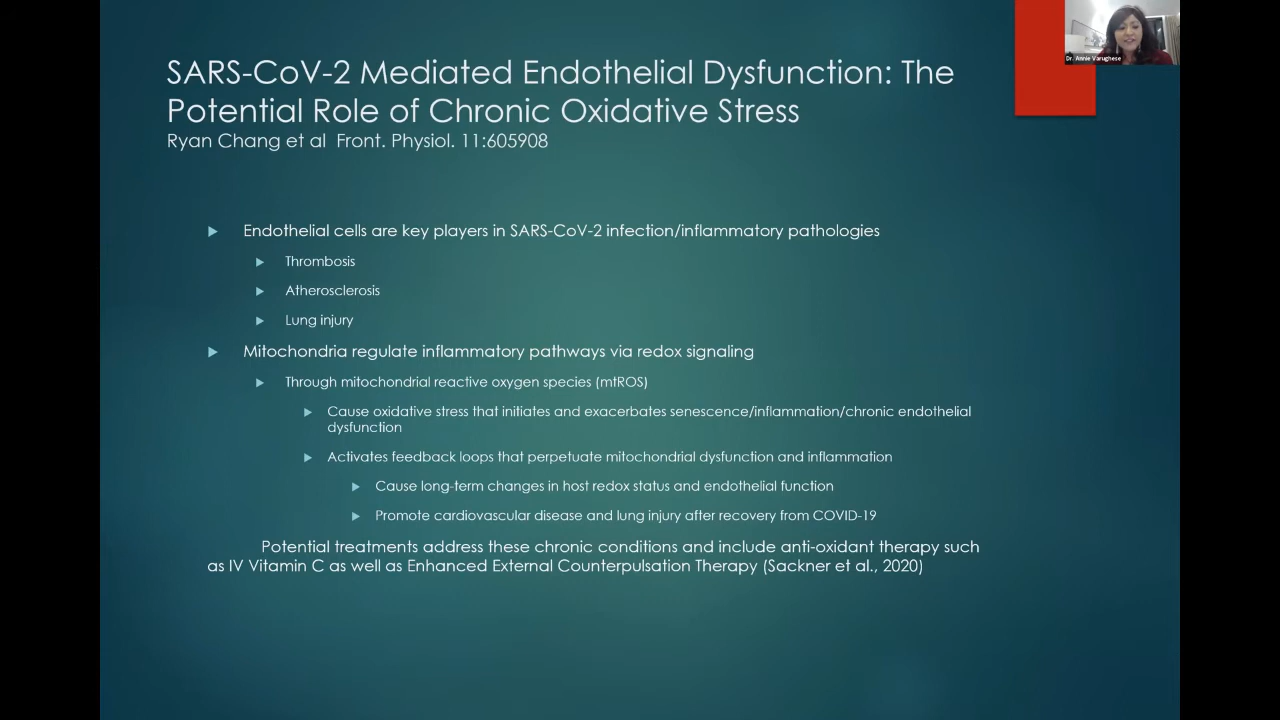 SARS-CoV-2 Mediated Endothelial Dysfunction: The
Potential Role of Chronic Oxidative Stress
Ryan Chang et al Front. Physiol. 11:605908
Dr. Annie Varughese
Endothelial cells are key players in SARS-CoV-2 infection/inflammatory pathologies
Thrombosis
Atherosclerosis
Lung injury
Mitochondria regulate inflammatory pathways via redox signaling
Through mitochondrial reactive oxygen species (mtROS)
Cause oxidative stress that initiates and exacerbates senescence/inflammation/chronic endothelial
dysfunction
Activates feedback loops that perpetuate mitochondrial dysfunction and inflammation
Cause long-term changes in host redox status and endothelial function
Promote cardiovascular disease and lung injury after recovery from COVID-19
Potential treatments address these chronic conditions and include anti-oxidant therapy such
as IV Vitamin C as well as Enhanced External Counterpulsation Therapy (Sackner et al., 2020)